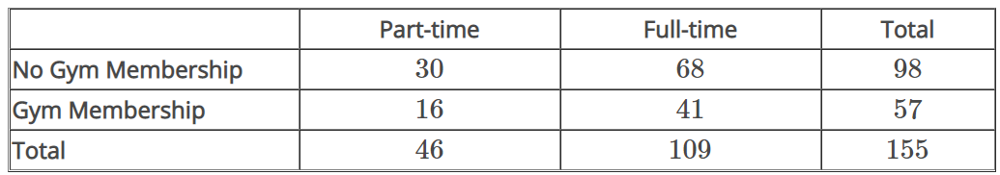 Part-time Full-time Total
No Gym Membership 30 68 98
Gym Membership 16 41 57
Total 46 109 155